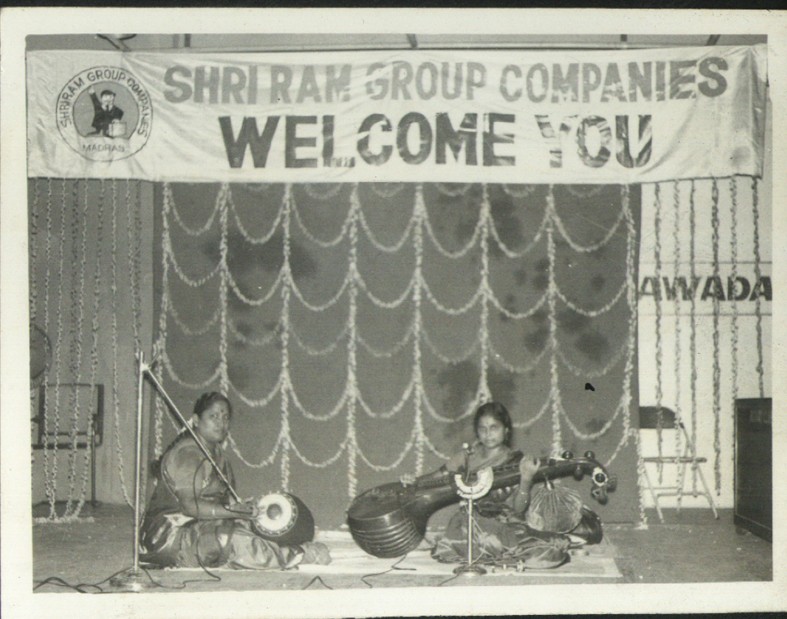 SHRIRAM GROUP COMPANIES
MADRAS
SHRI RAM GROUP COMPANIES
WELCOME YOU
AWADA